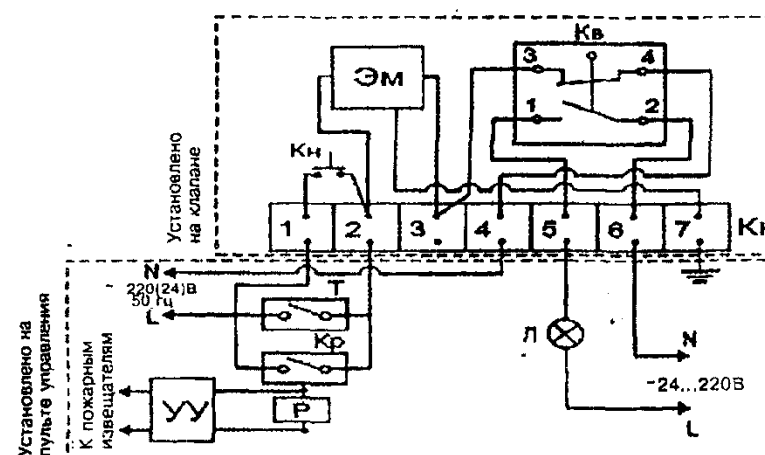 Кв
Эм
3
4
1
2
Кн
Установлено
на клапане
1
2
3
4
5
6
7
N
~ 220(24)В
50 Гц
L
Т
Кр
Р
УУ
К пожарным
извещателям
Установлено на
пульте управления
Л
N
~24...220В
L